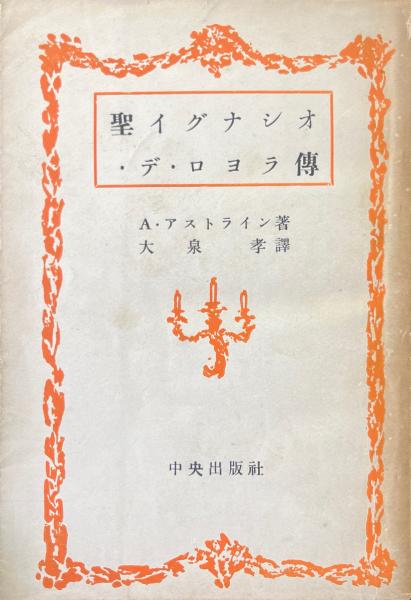 聖イグナシオ
・デ・ロヨラ傳
A・アストライン著
大泉孝譯
中央出版社